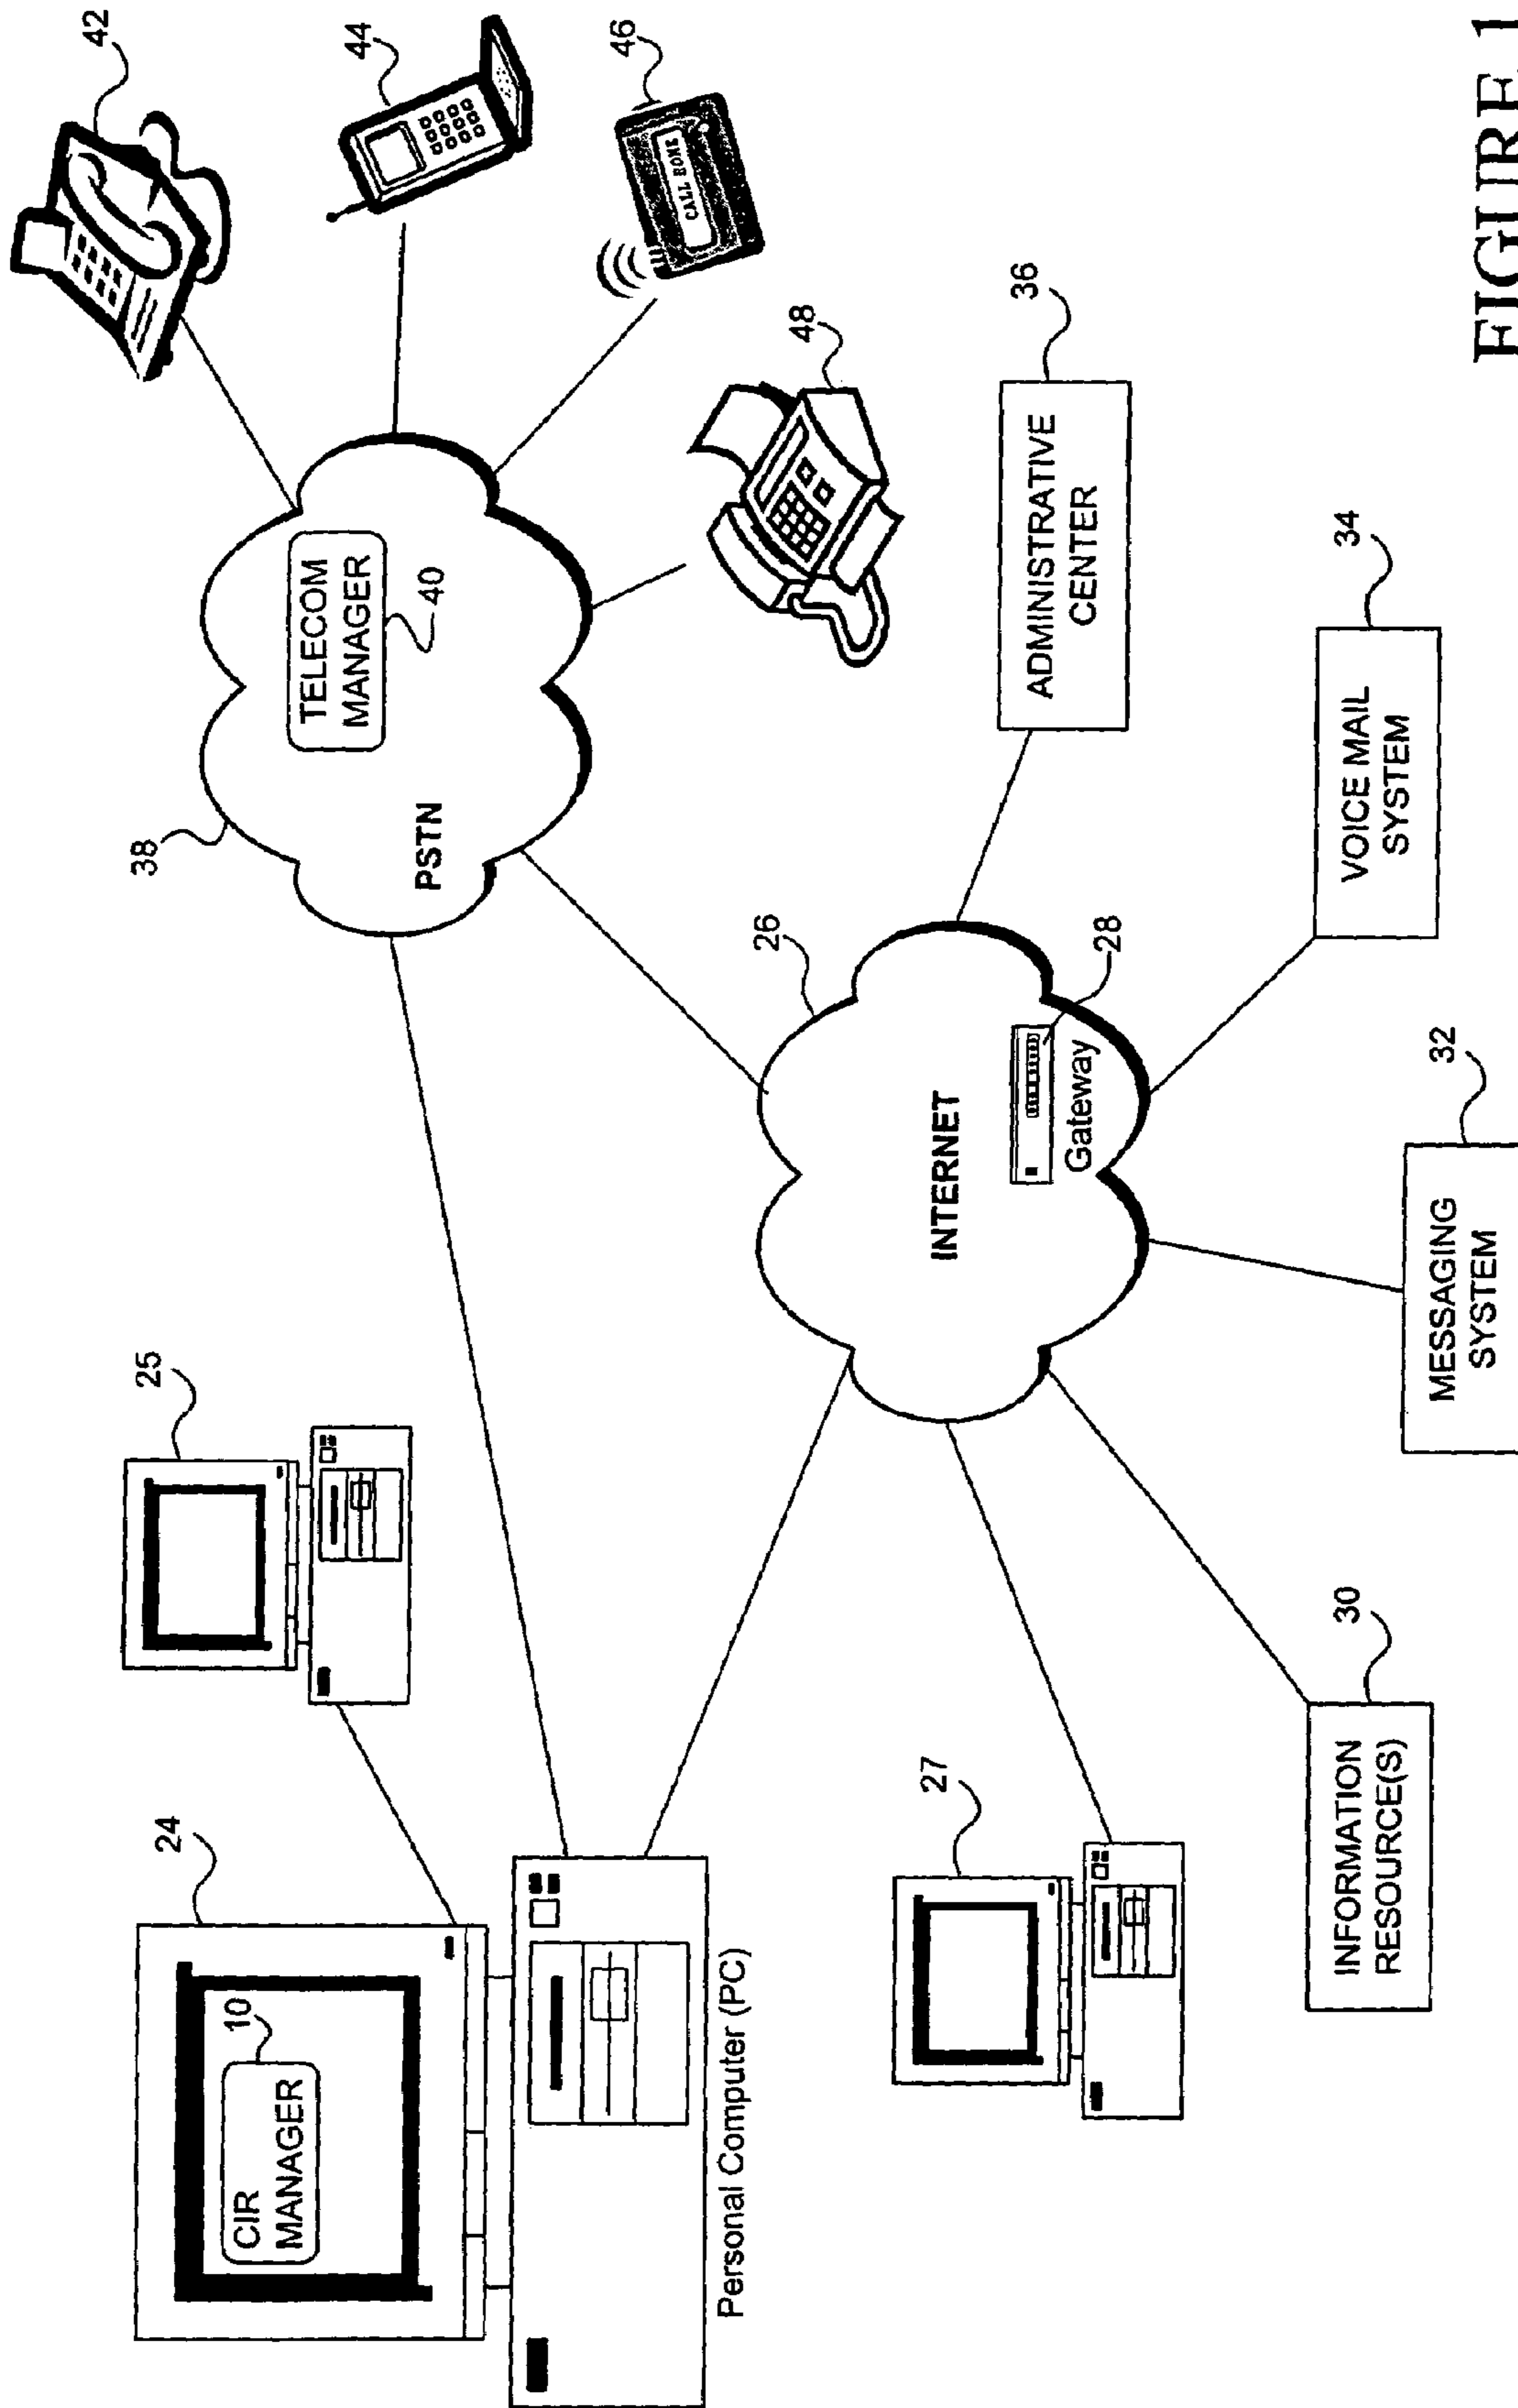 42
44
46
CALL HOME
48
38
TELECOM
MANAGER
40
PSTN
24
25
10
CIR
MANAGER
Personal Computer (PC)
26
INTERNET
28
Gateway
36
ADMINISTRATIVE
CENTER
34
VOICE MAIL
SYSTEM
32
MESSAGING
SYSTEM
27
30
INFORMATION
RESOURCE(S)
FIGURE 1